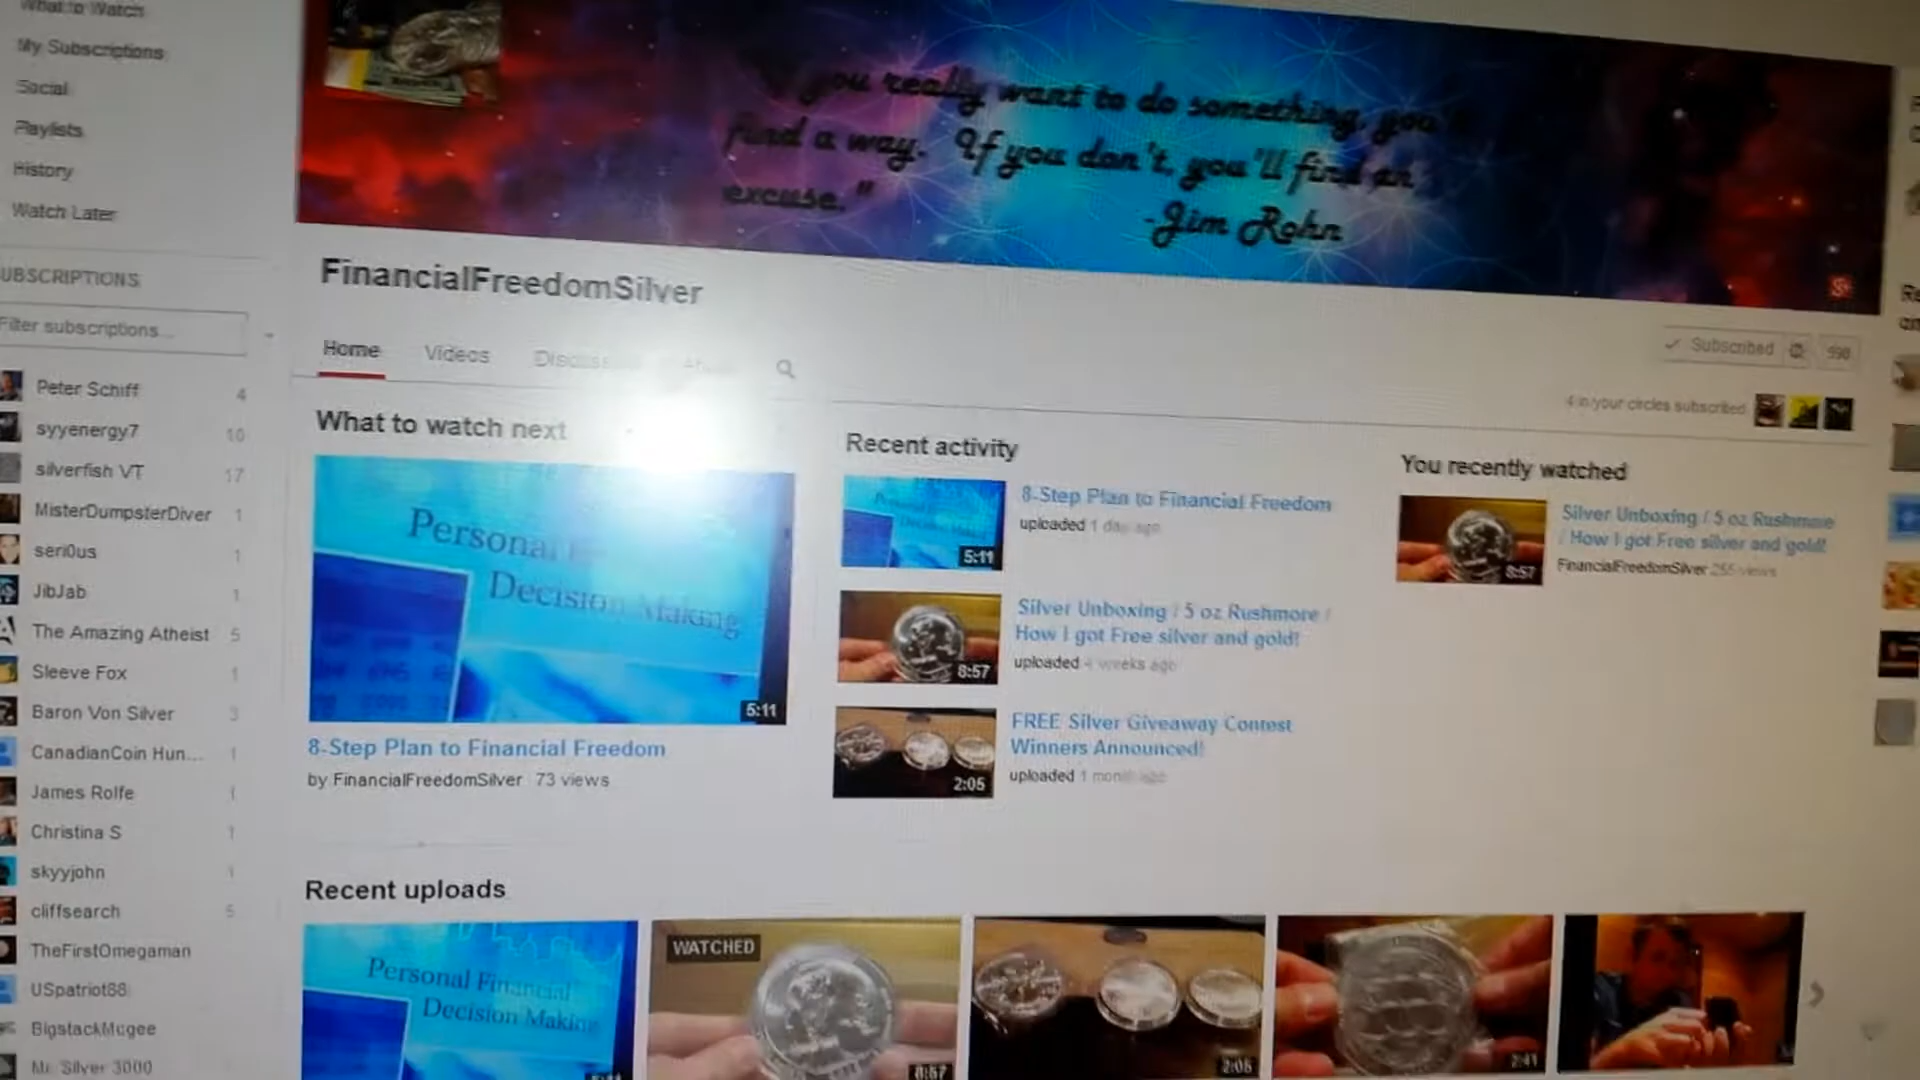 What to Watch
My Subscriptions
Social
Playlists
History
Watch Later
UBSCRIPTIONS
Filter subscriptions...
Peter Schiff 4
syyenergy7 10
silverfish VT 17
MisterDumpsterDiver 1
seri0us 1
JibJab 1
The Amazing Atheist 5
Sleeve Fox 1
Baron Von Silver 3
CanadianCoin Hun... 1
James Rolfe 1
Christina S 1
skyyjohn 1
cliffsearch 5
TheFirstOmegaman
USpatriot88
BigstackMcgee
Mr. Silver 3000
you really want to do something, you'll
find a way. If you don't, you'll find an
excuse."
-Jim Rohn
FinancialFreedomSilver
Subscribed 990
Home Videos
4 in your circles subscribed
What to watch next
Personal
Decision Making
5:11
8-Step Plan to Financial Freedom
by FinancialFreedomSilver 73 views
Recent activity
5:11
8-Step Plan to Financial Freedom
uploaded 1 day ago
8:57
Silver Unboxing / 5 oz Rushmore /
How I got Free silver and gold!
uploaded 4 weeks ago
2:05
FREE Silver Giveaway Contest
Winners Announced!
uploaded 1 month ago
You recently watched
8:57
Silver Unboxing / 5 oz Rushmore
/ How I got Free silver and gold!
FinancialFreedomSilver 255 views
Recent uploads
Personal Financial
Decision Making
5:11
WATCHED
8:57
2:05
2:41